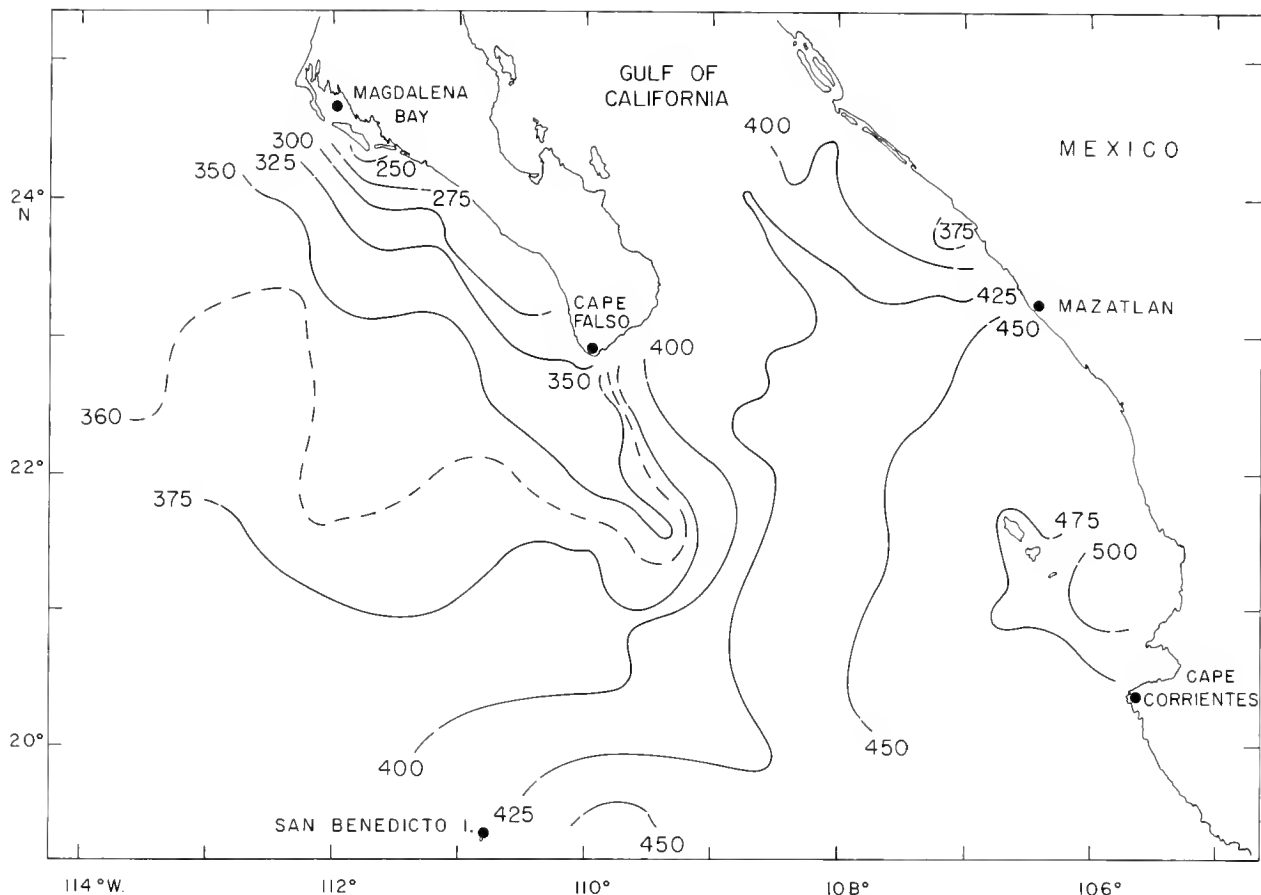 GULF OF
CALIFORNIA
MAGDALENA
BAY
MEXICO
400
300
325
350
250
275
24°
N
375
CAPE
FALSO
425
MAZATLAN
450
400
350
360
22°
375
475
500
CAPE
CORRIENTES
20°
450
400
425
SAN BENEDICTO I.
450
114°W.
112°
110°
108°
106°